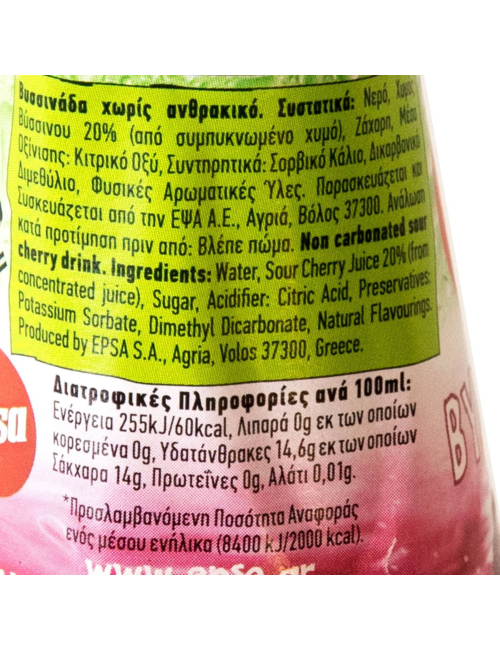 Βυσσινάδα χωρίς ανθρακικό. Συστατικά: Νερό, Χυμός
Βύσσινου 20% (από συμπυκνωμένο χυμό), Ζάχαρη, Μέσο
Οξίνισης: Κιτρικό Οξύ, Συντηρητικά: Σορβικό Κάλιο, Δικαρβονικό
Διμεθύλιο, Φυσικές Αρωματικές Ύλες. Παρασκευάζεται και
Συσκευάζεται από την ΕΨΑ Α.Ε., Αγριά, Βόλος 37300. Ανάλωση
κατά προτίμηση πριν από: Βλέπε πώμα. Non carbonated sour
cherry drink. Ingredients: Water, Sour Cherry Juice 20% (from
concentrated juice), Sugar, Acidifier: Citric Acid, Preservatives:
Potassium Sorbate, Dimethyl Dicarbonate, Natural Flavourings.
Produced by EPSA S.A., Agria, Volos 37300, Greece.
Διατροφικές Πληροφορίες ανά 100ml:
Ενέργεια 255kJ/60kcal, Λιπαρά 0g εκ των οποίων
κορεσμένα 0g, Υδατάνθρακες 14,6g εκ των οποίων
Σάκχαρα 14g, Πρωτεΐνες 0g, Αλάτι 0,01g.
*Προσλαμβανόμενη Ποσότητα Αναφοράς
ενός μέσου ενήλικα (8400 kJ/2000 kcal).
www.epsa.gr